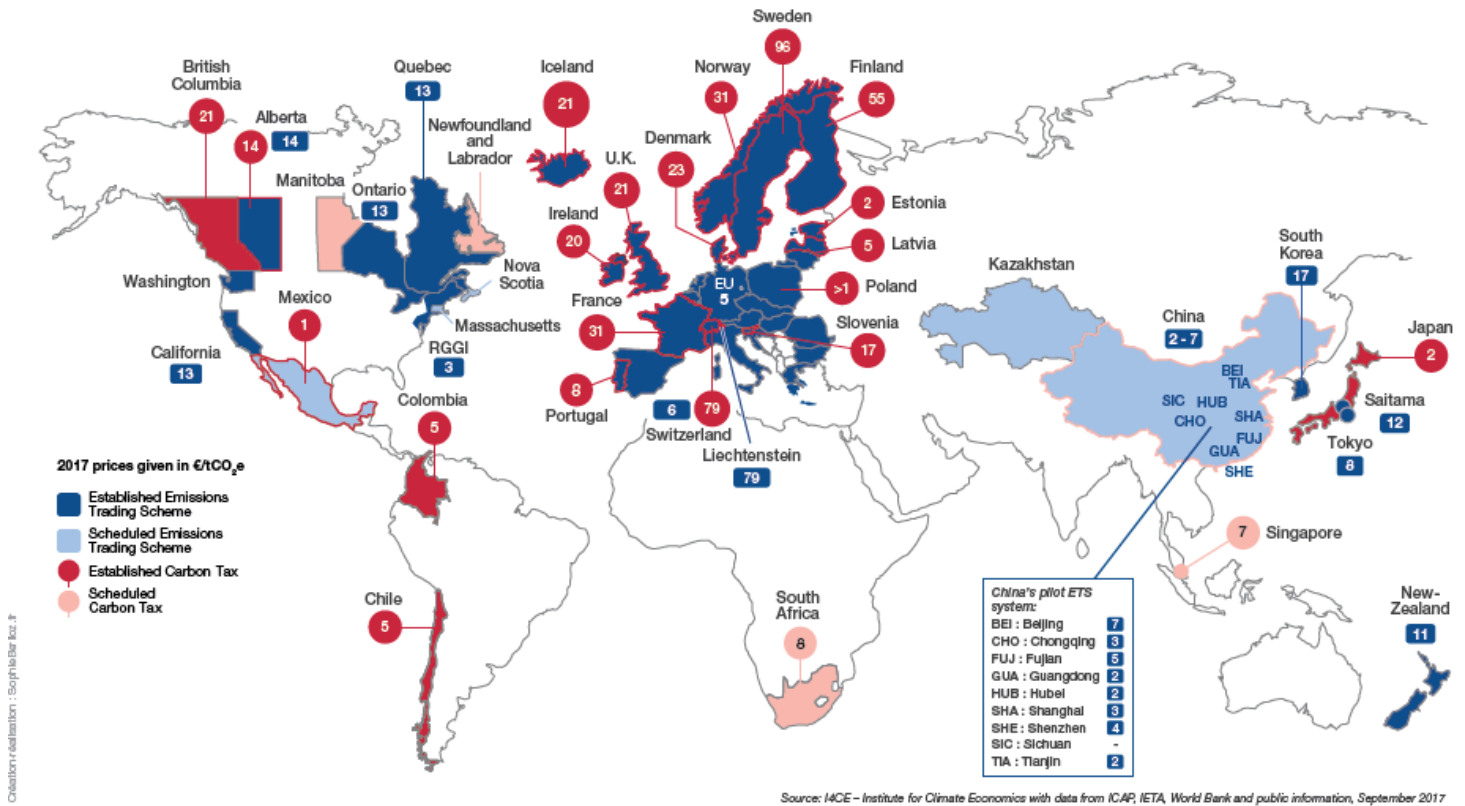 Sweden
96
British
Columbia
21
Quebec
13
Iceland
21
Norway
31
Finland
55
Alberta
14
14
Newfoundland
and
Labrador
Denmark
23
U.K.
21
Manitoba
Ontario
13
Ireland
20
2
Estonia
5
Latvia
South
Korea
17
Kazakhstan
Washington
Nova
Scotia
EU
5
>1
Poland
Mexico
1
France
31
Massachusetts
Slovenia
17
China
2 - 7
Japan
2
California
13
RGGI
3
BEI
TIA
SIC
HUB
CHO
SHA
FUJ
GUA
SHE
Saitama
12
Tokyo
8
Colombia
5
8
Portugal
6
79
Switzerland
Liechtenstein
79
2017 prices given in €/tCO₂e
Established Emissions
Trading Scheme
Scheduled Emissions
Trading Scheme
Established Carbon Tax
Scheduled
Carbon Tax
7
Singapore
Chile
5
South
Africa
8
New-
Zealand
11
China's pilot ETS
system:
BEI : Beijing 7
CHO : Chongqing 3
FUJ : Fujian 5
GUA : Guangdong 2
HUB : Hubei 2
SHA : Shanghai 3
SHE : Shenzhen 4
SIC : Sichuan -
TIA : Tianjin 2
Création-réalisation : SophieBerlioz.fr
Source: I4CE – Institute for Climate Economics with data from ICAP, IETA, World Bank and public information, September 2017